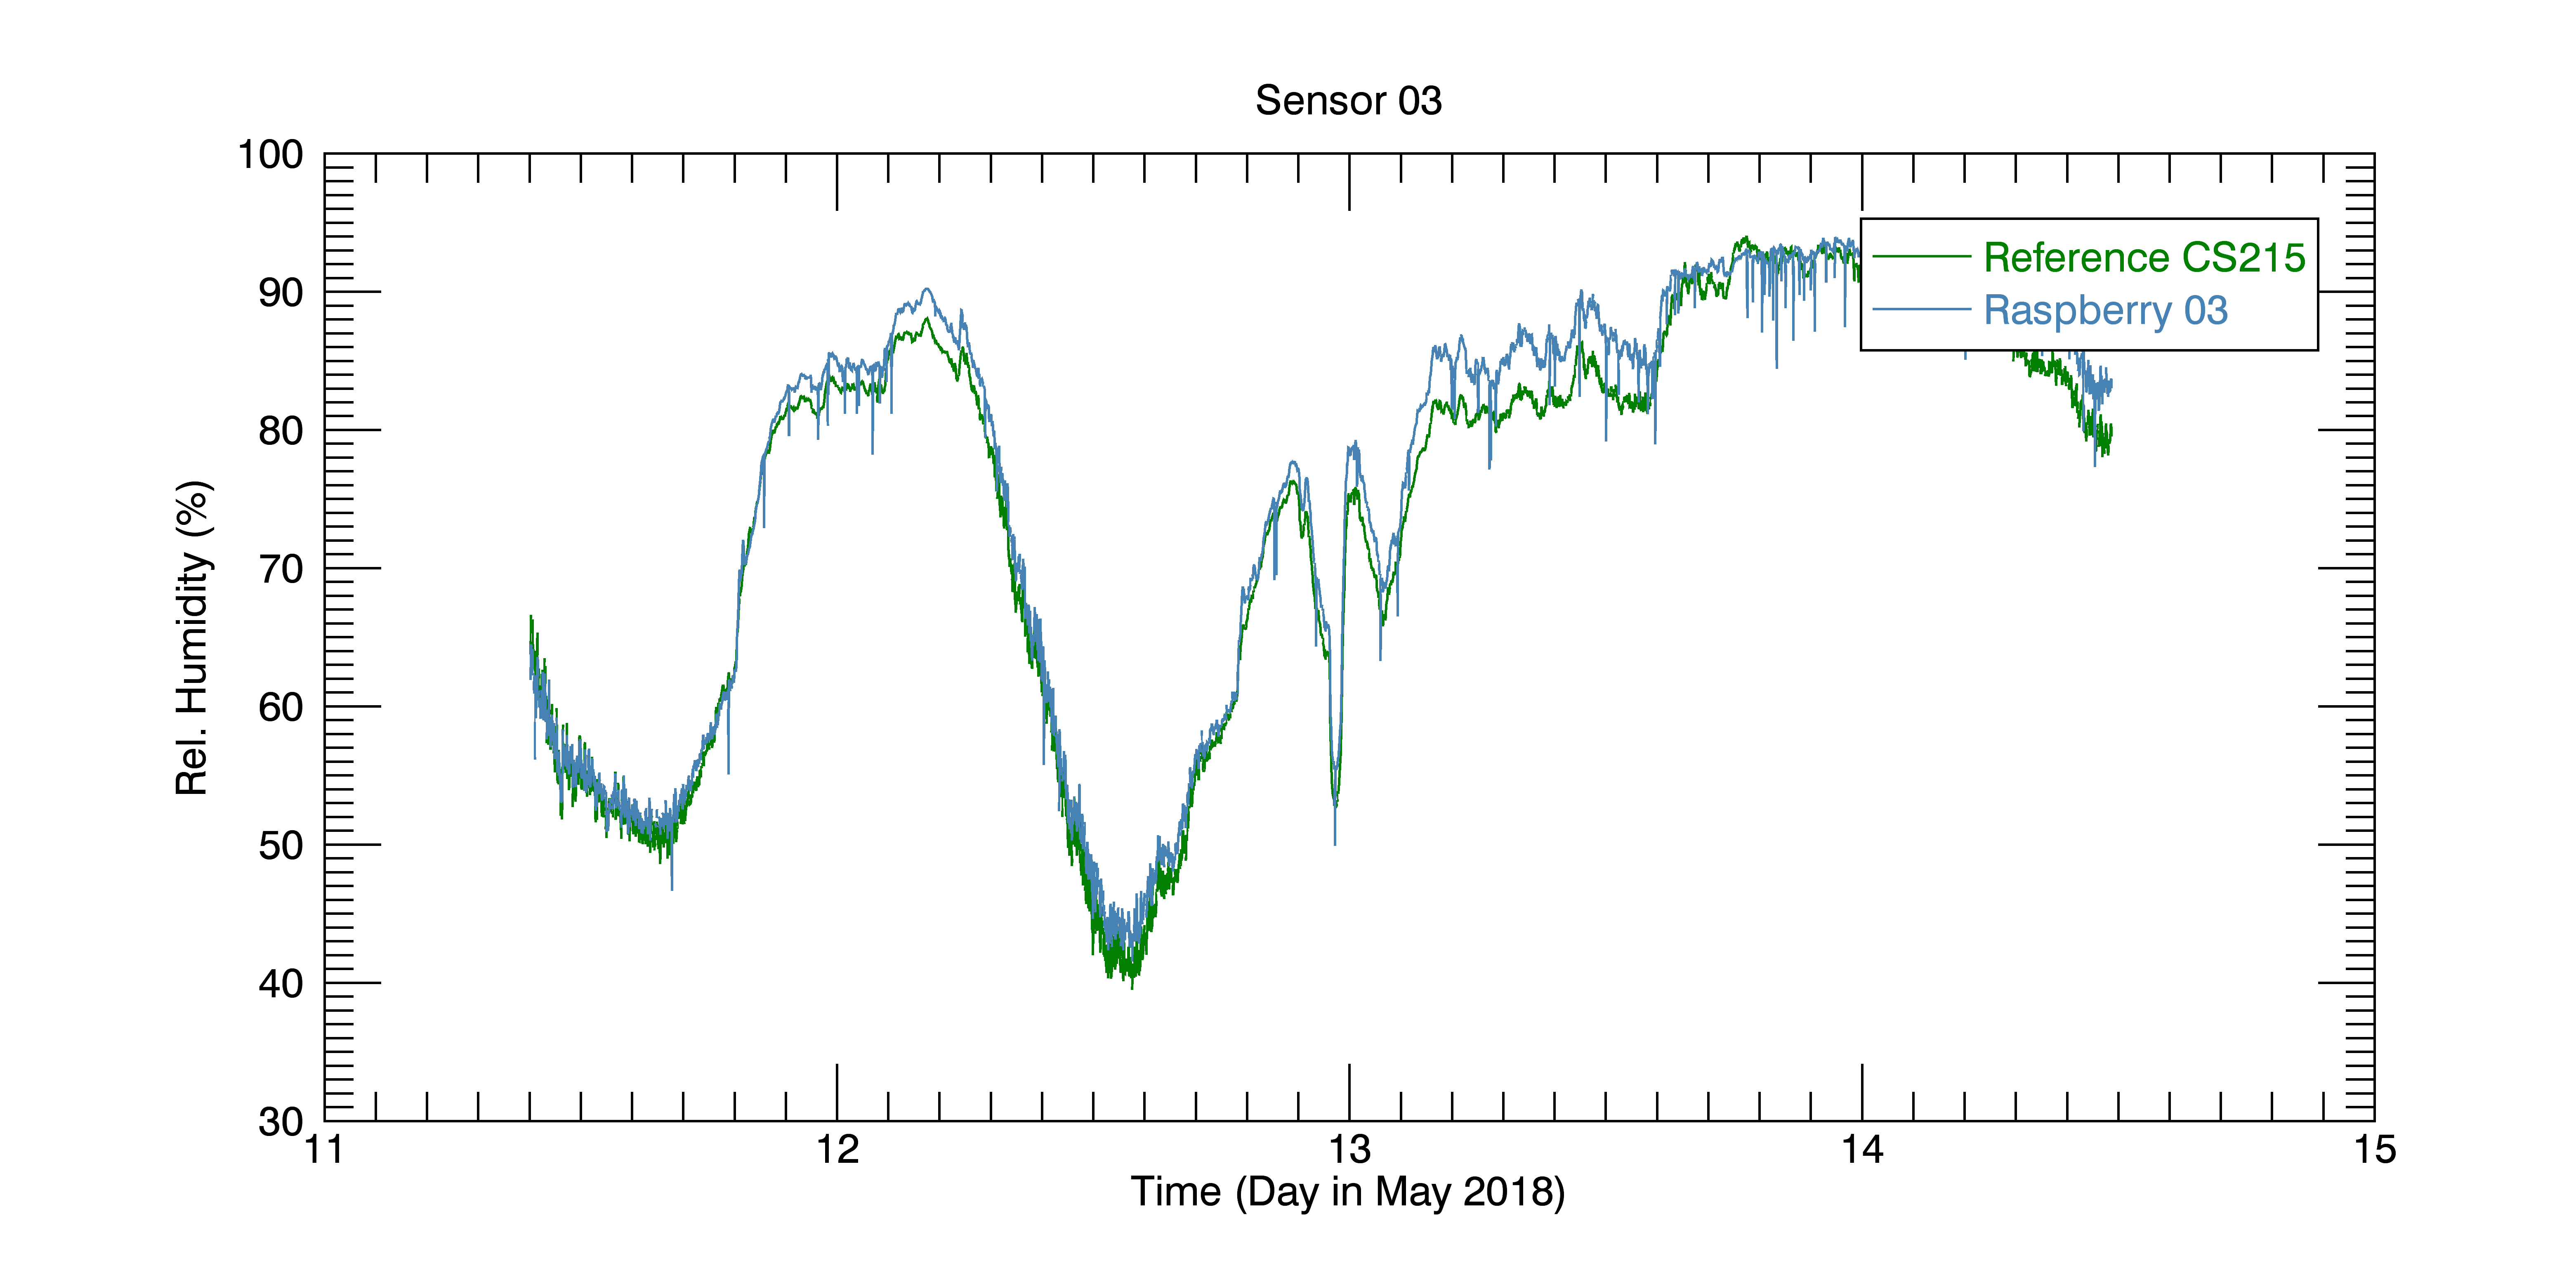 Sensor 03
100
90
80
70
60
50
40
30
Rel. Humidity (%)
Reference CS215
Raspberry 03
11 12 13 14 15
Time (Day in May 2018)